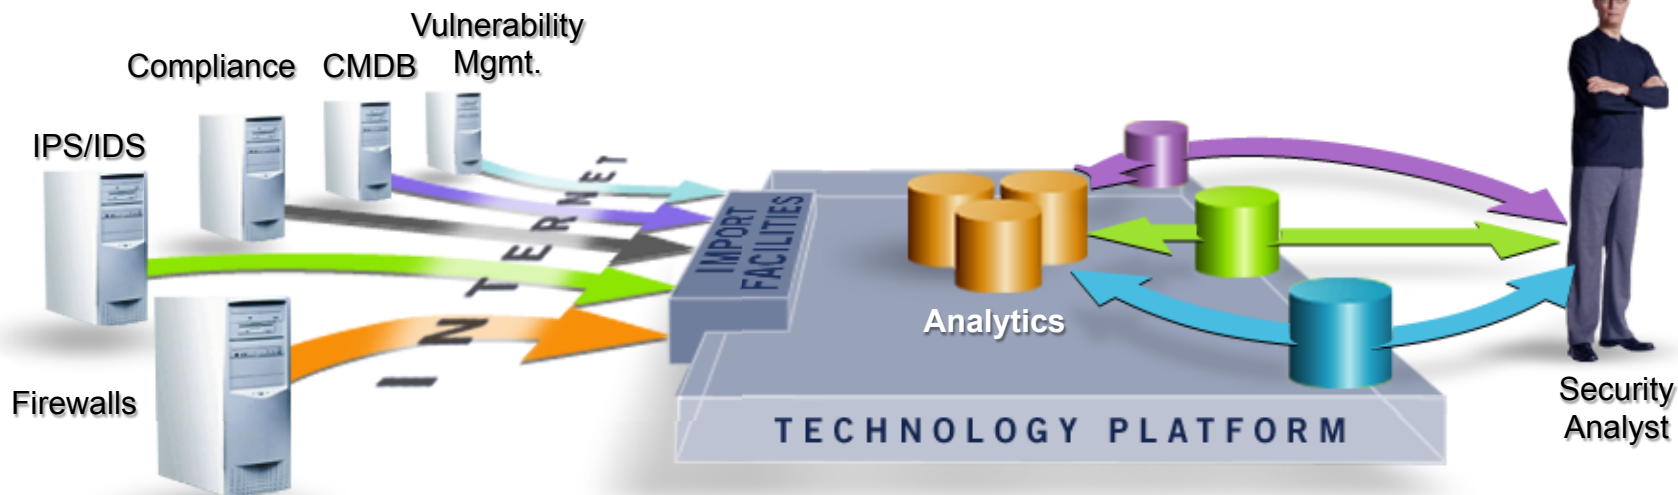 Vulnerability
Mgmt.
Compliance
CMDB
IPS/IDS
Firewalls
INTERNET
IMPORT
FACILITIES
Analytics
TECHNOLOGY PLATFORM
Security
Analyst